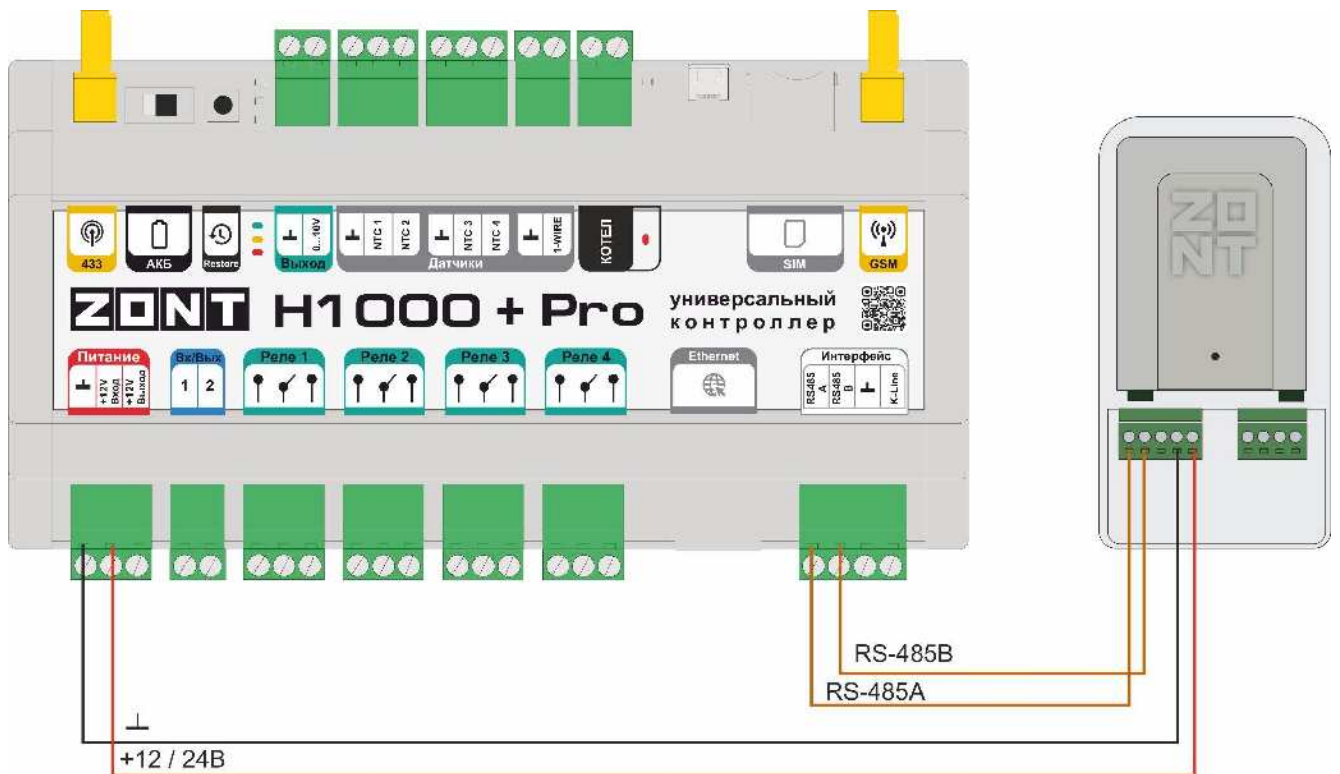 433
АКБ
Restore
⊥
0...10V
Выход
⊥
NTC 1
NTC 2
⊥
NTC 3
NTC 4
⊥
1-WIRE
Датчики
КОТЕЛ
SIM
GSM
ZONT H1000 + Pro
универсальный
контроллер
Питание
⊥
+12V
Вход
+12V
Выход
Вх/Вых
1 2
Реле 1
Реле 2
Реле 3
Реле 4
Ethernet
Интерфейс
RS485
A
RS485
B
⊥
K-Line
ZO
NT
RS-485B
RS-485A
⊥
+12 / 24В